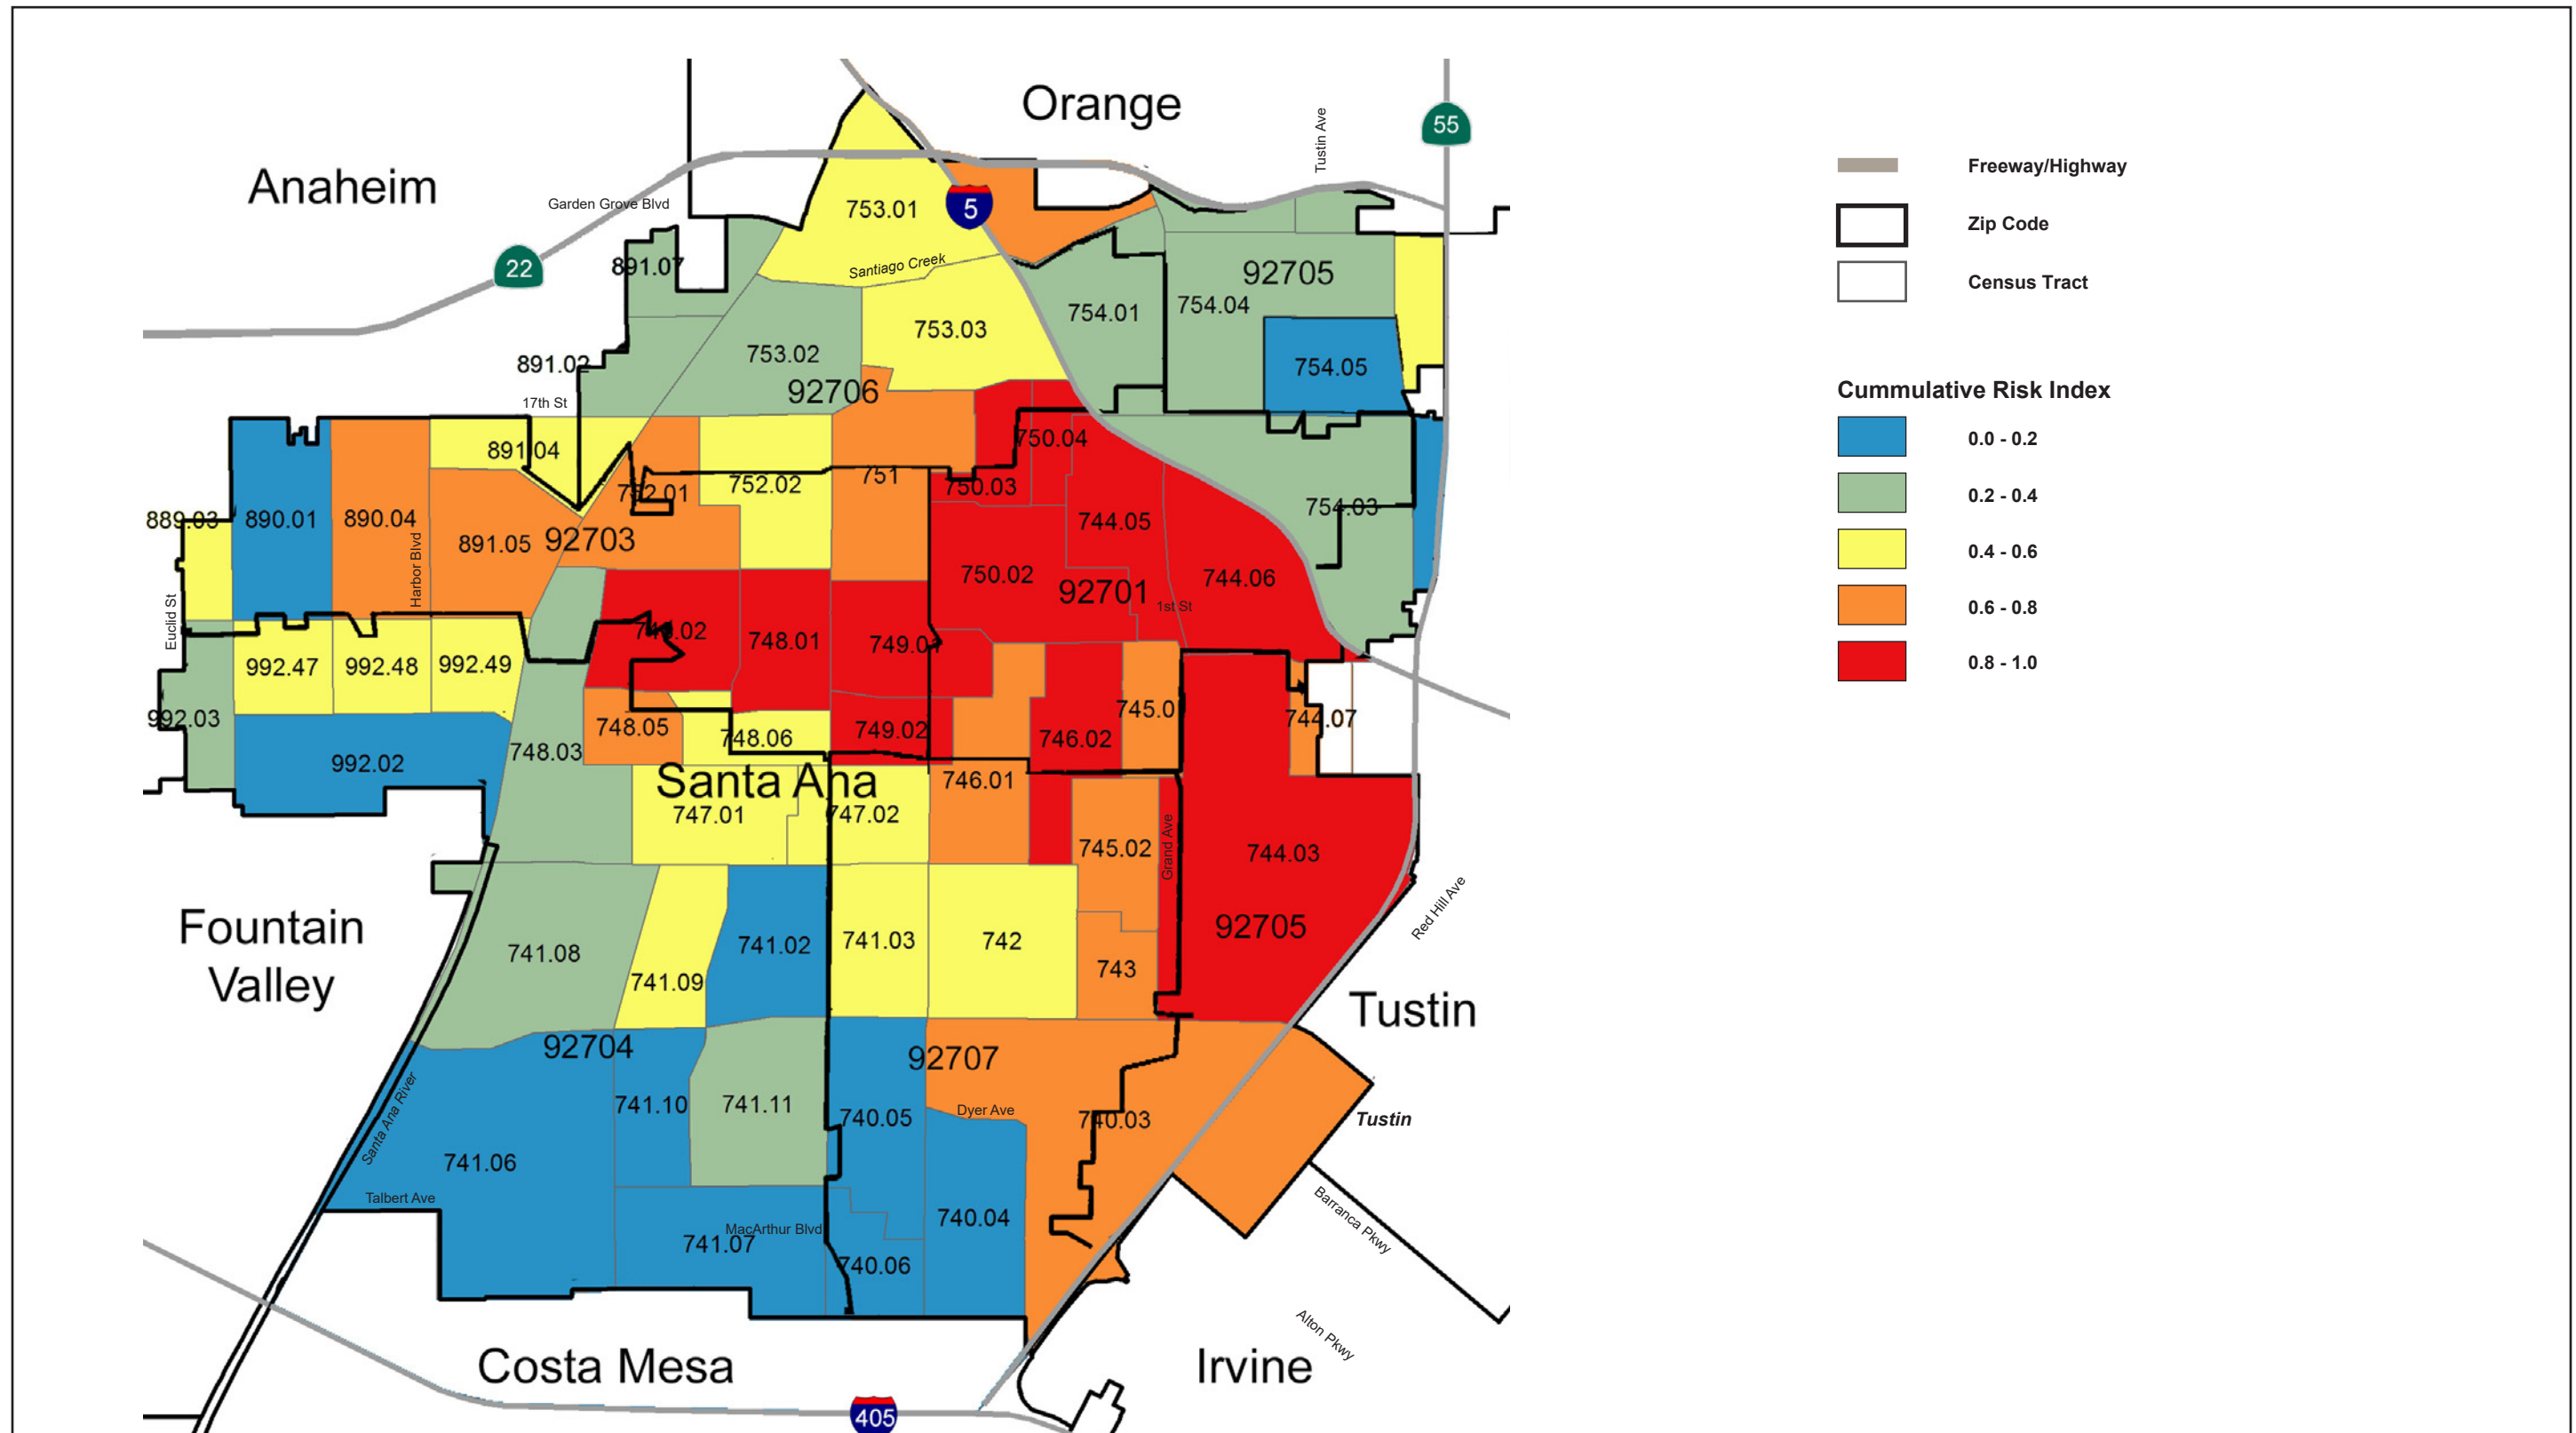 Orange
Tustin Ave
55
Anaheim
Garden Grove Blvd
5
753.01
22
891.07
Santiago Creek
92705
754.04
754.01
753.03
753.02
891.02
754.05
92706
17th St
891.04
750.04
751
752.02
752.01
750.03
754.03
889.03
890.01
890.04
891.05
92703
744.05
Harbor Blvd
750.02
92701
744.06
1st St
Euclid St
748.02
748.01
749.01
992.47
992.48
992.49
992.03
745.0
744.07
748.05
748.06
749.02
746.02
748.03
992.02
Santa Ana
746.01
747.01
747.02
745.02
Grand Ave
744.03
Red Hill Ave
Fountain
Valley
92705
741.08
741.09
741.02
741.03
742
743
Tustin
92704
92707
741.10
741.11
740.05
Dyer Ave
740.03
Tustin
Santa Ana River
741.06
Talbert Ave
MacArthur Blvd
741.07
740.04
740.06
Barranca Pkwy
Alton Pkwy
Costa Mesa
Irvine
405
Freeway/Highway
Zip Code
Census Tract
Cummulative Risk Index
0.0 - 0.2
0.2 - 0.4
0.4 - 0.6
0.6 - 0.8
0.8 - 1.0